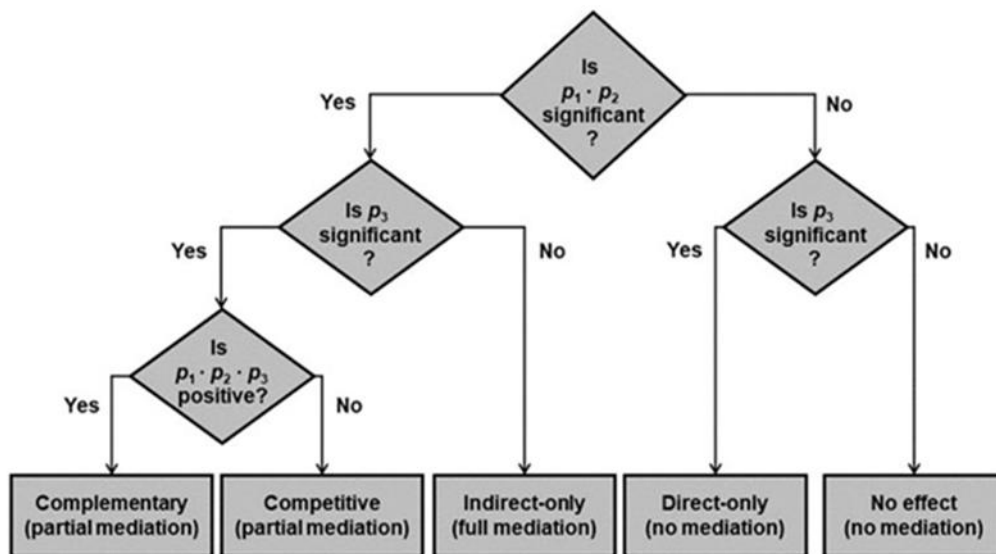 Is
p₁ · p₂
significant
?
Yes
No
Is p₃
significant
?
Yes
No
Is p₃
significant
?
Yes
No
Is
p₁ · p₂ · p₃
positive?
Yes
No
Complementary
(partial mediation)
Competitive
(partial mediation)
Indirect-only
(full mediation)
Direct-only
(no mediation)
No effect
(no mediation)